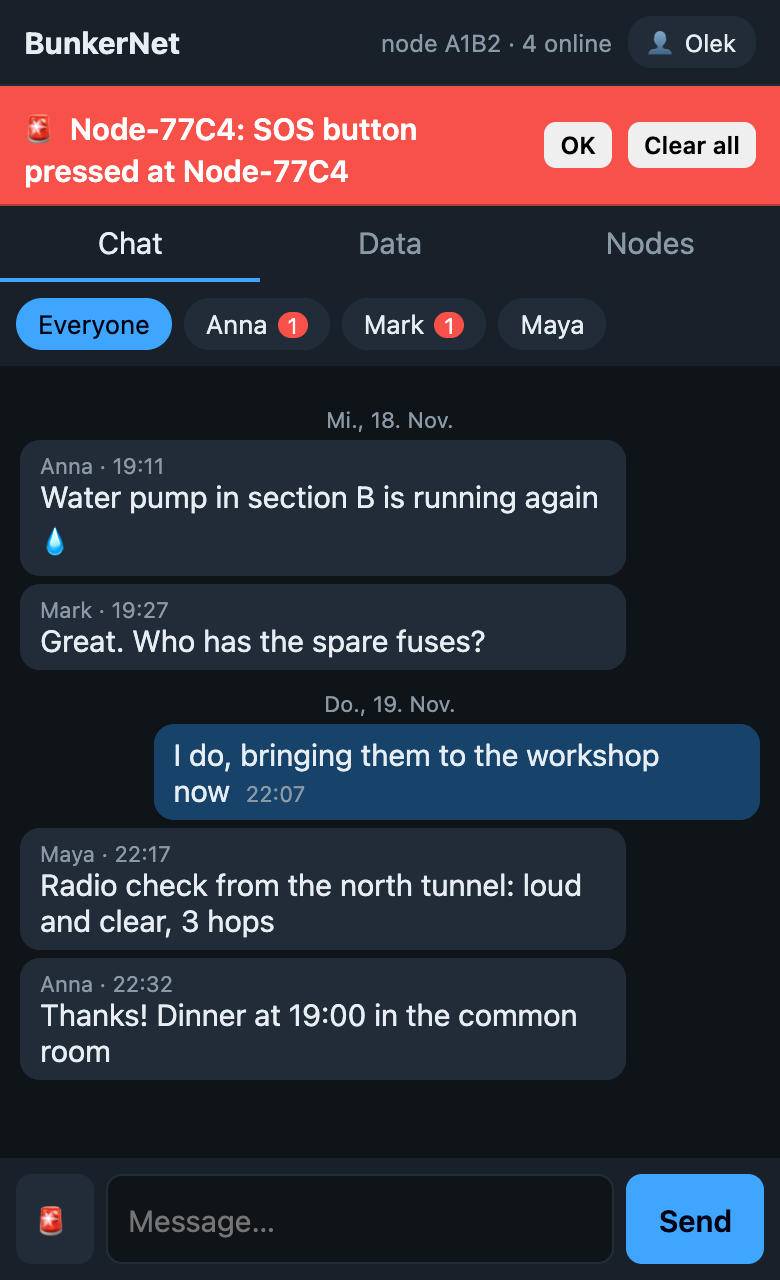 BunkerNet
node A1B2 · 4 online
👤 Olek
🚨 Node-77C4: SOS button
pressed at Node-77C4
OK
Clear all
Chat
Data
Nodes
Everyone
Anna 1
Mark 1
Maya
Mi., 18. Nov.
Anna · 19:11
Water pump in section B is running again
💧
Mark · 19:27
Great. Who has the spare fuses?
Do., 19. Nov.
I do, bringing them to the workshop
now 22:07
Maya · 22:17
Radio check from the north tunnel: loud
and clear, 3 hops
Anna · 22:32
Thanks! Dinner at 19:00 in the common
room
🚨
Message...
Send